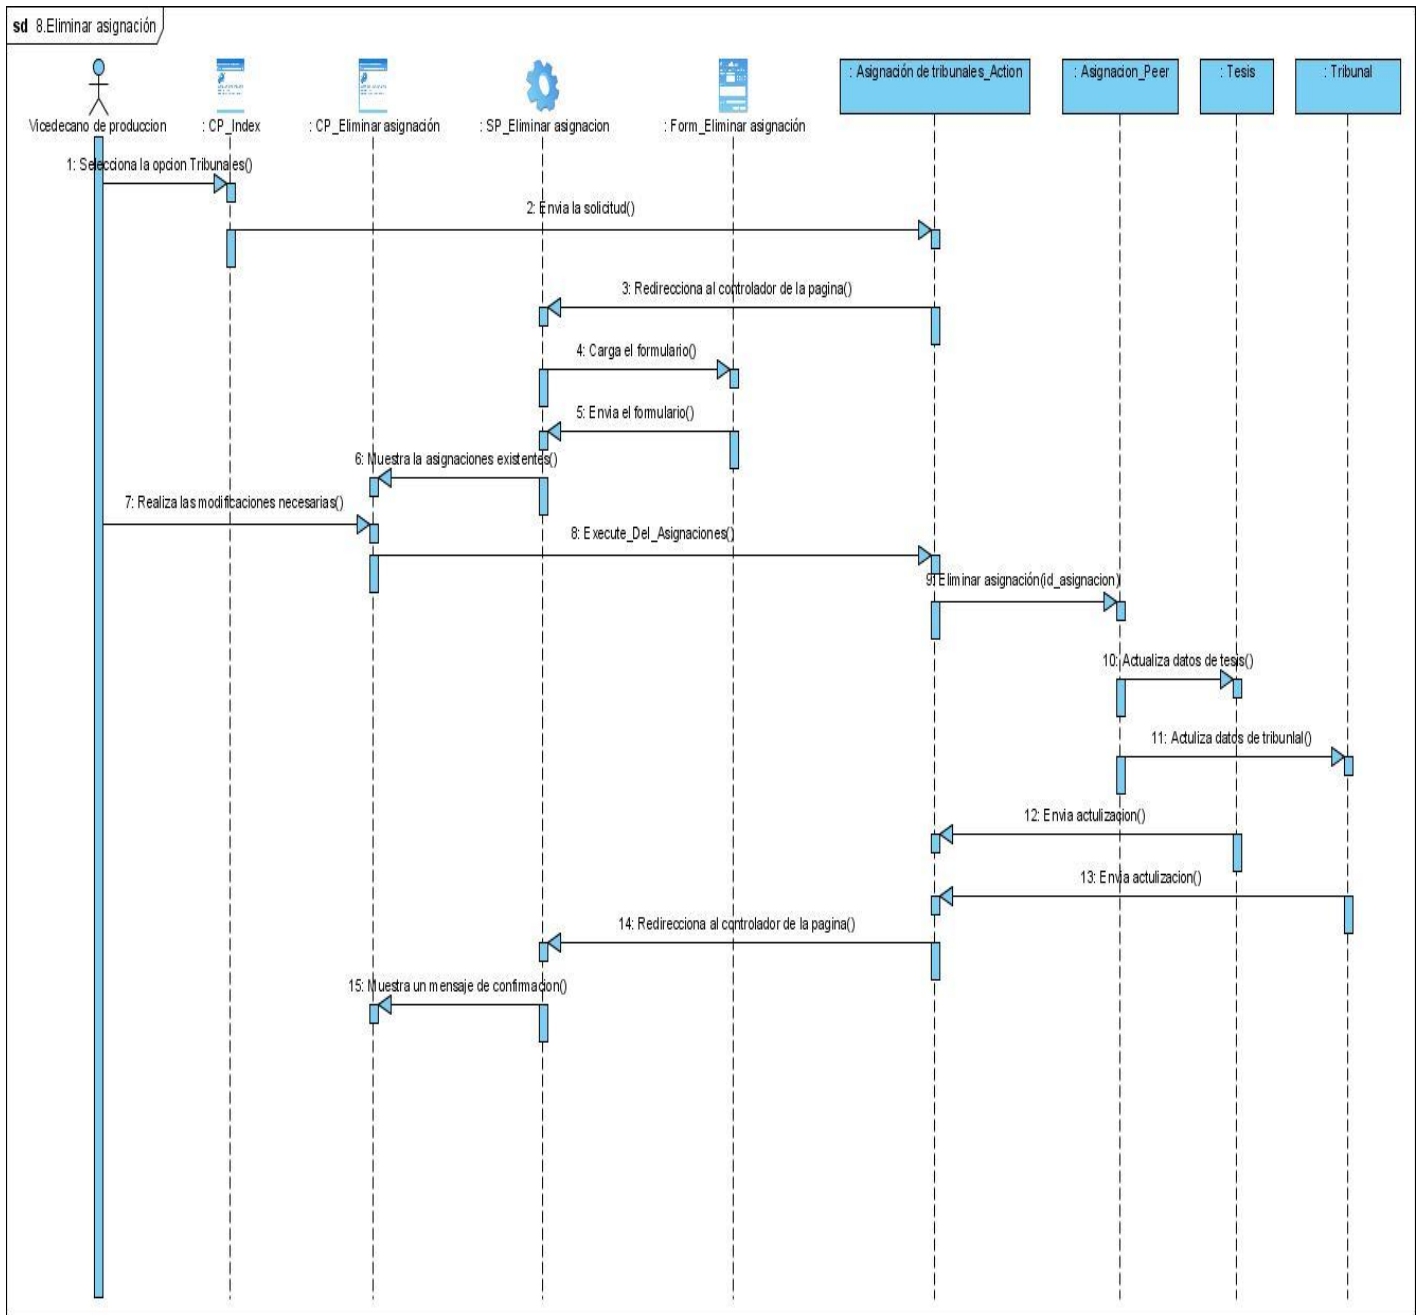 sd 8.Eliminar asignación
Vicedecano de produccion
: CP_Index
: CP_Eliminar asignación
: SP_Eliminar asignacion
: Form_Eliminar asignación
: Asignación de tribunales_Action
: Asignacion_Peer
: Tesis
: Tribunal
1: Selecciona la opcion Tribunales()
2: Envia la solicitud()
3: Redirecciona al controlador de la pagina()
4: Carga el formulario()
5: Envia el formulario()
6: Muestra la asignaciones existentes()
7: Realiza las modificaciones necesarias()
8: Execute_Del_Asignaciones()
9: Eliminar asignación(id_asignacion)
10: Actualiza datos de tesis()
11: Actuliza datos de tribunlal()
12: Envia actulizacion()
13: Envia actulizacion()
14: Redirecciona al controlador de la pagina()
15: Muestra un mensaje de confirmacion()